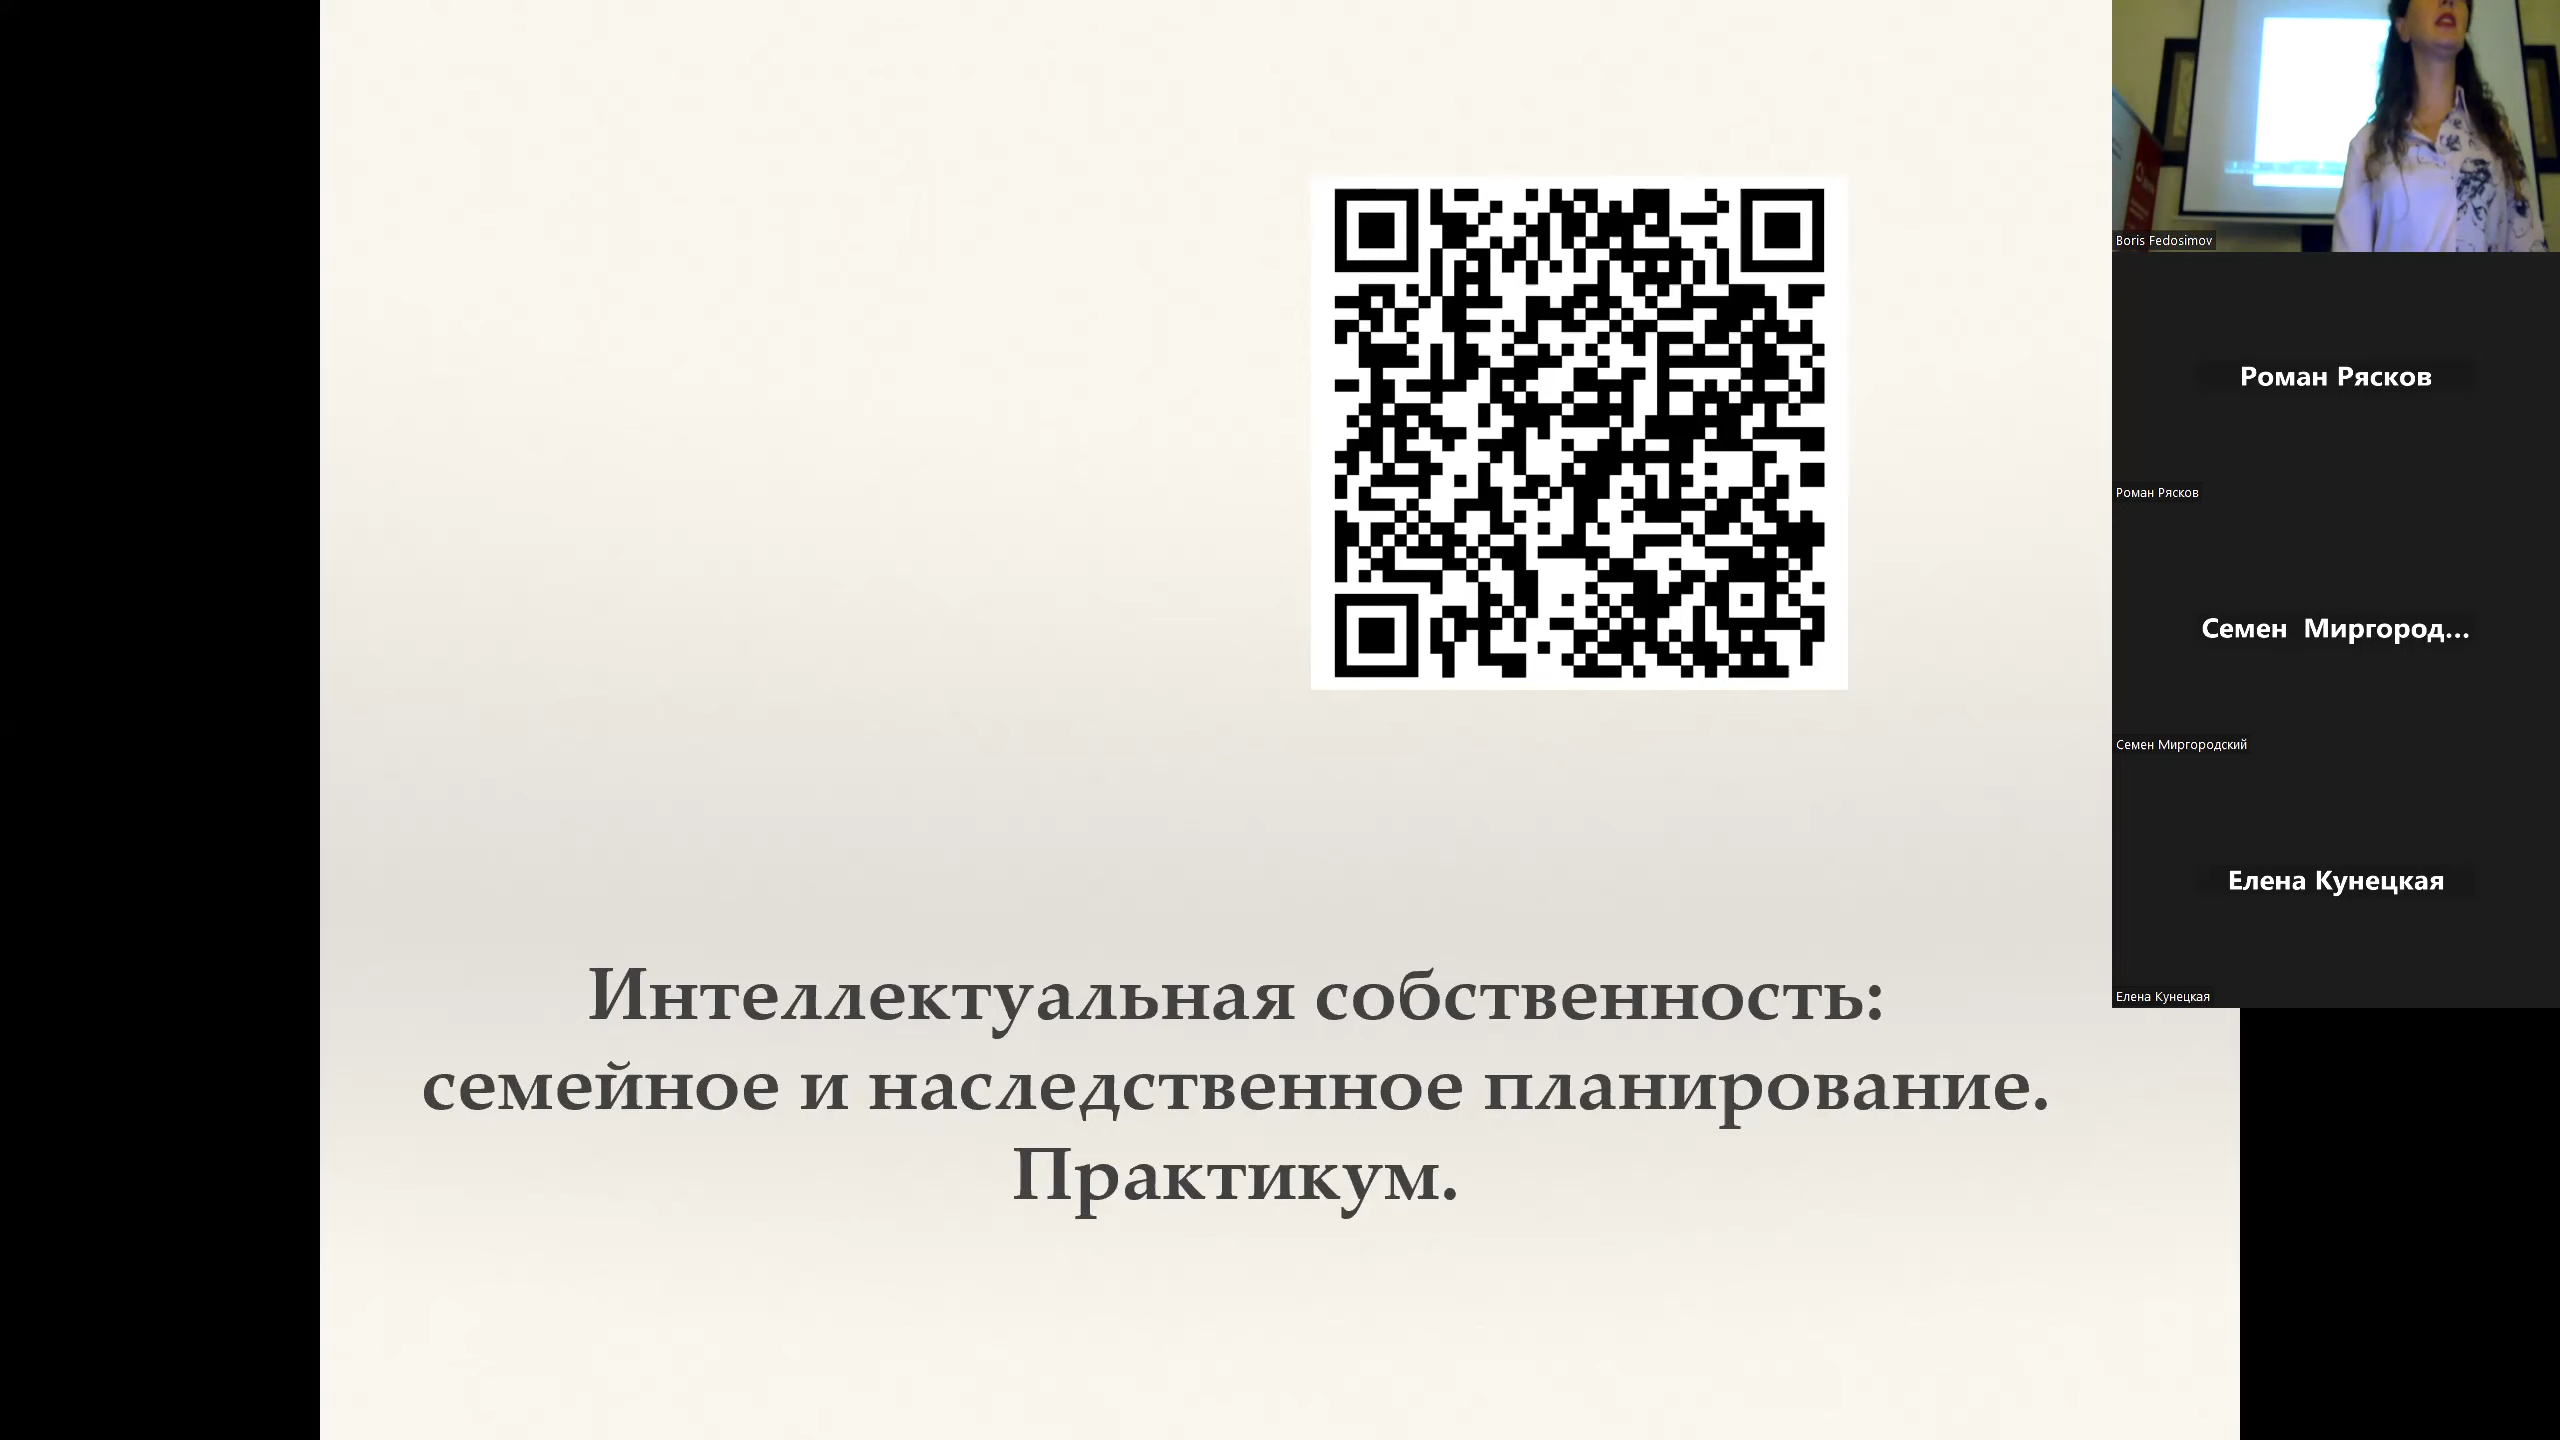 Интеллектуальная собственность:
семейное и наследственное планирование.
Практикум.
Boris Fedosimov
Роман Рясков
Роман Рясков
Семен Миргород...
Семен Миргородский
Елена Кунецкая
Елена Кунецкая